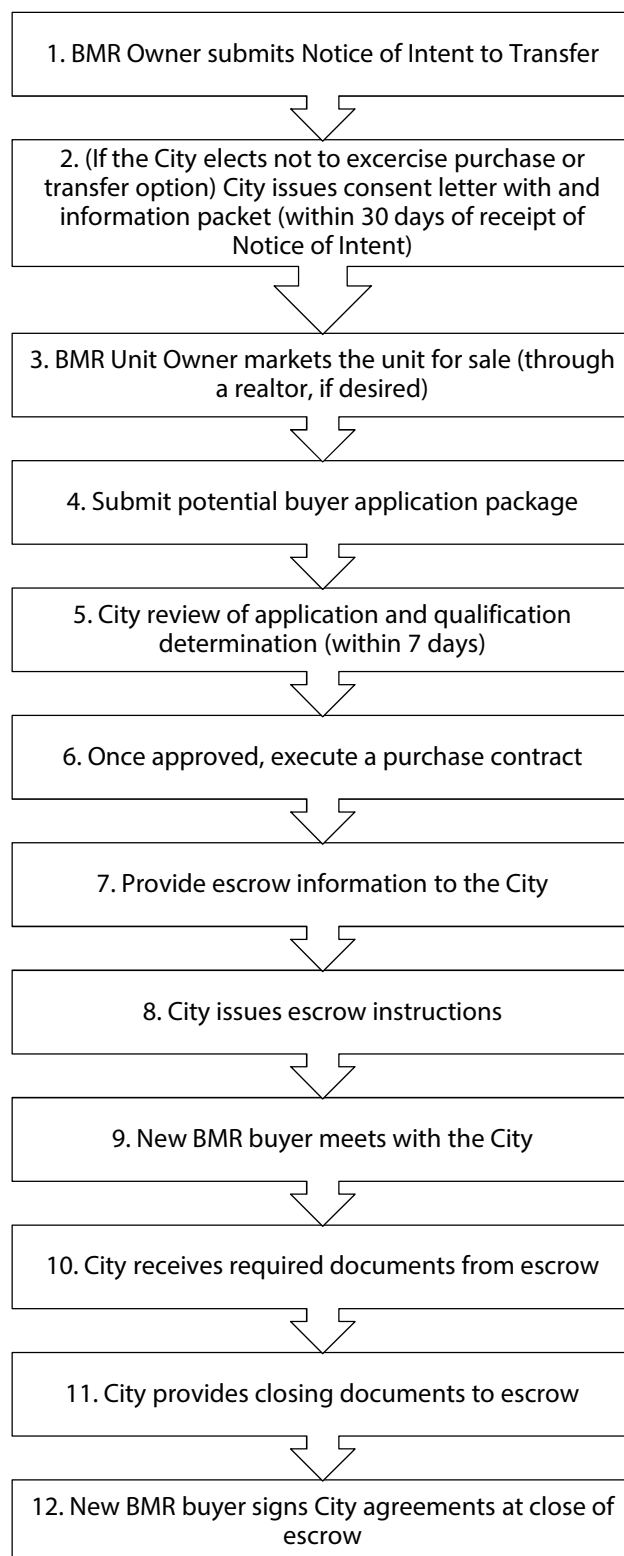 1. BMR Owner submits Notice of Intent to Transfer
2. (If the City elects not to excercise purchase or
transfer option) City issues consent letter with and
information packet (within 30 days of receipt of
Notice of Intent)
3. BMR Unit Owner markets the unit for sale (through
a realtor, if desired)
4. Submit potential buyer application package
5. City review of application and qualification
determination (within 7 days)
6. Once approved, execute a purchase contract
7. Provide escrow information to the City
8. City issues escrow instructions
9. New BMR buyer meets with the City
10. City receives required documents from escrow
11. City provides closing documents to escrow
12. New BMR buyer signs City agreements at close of
escrow